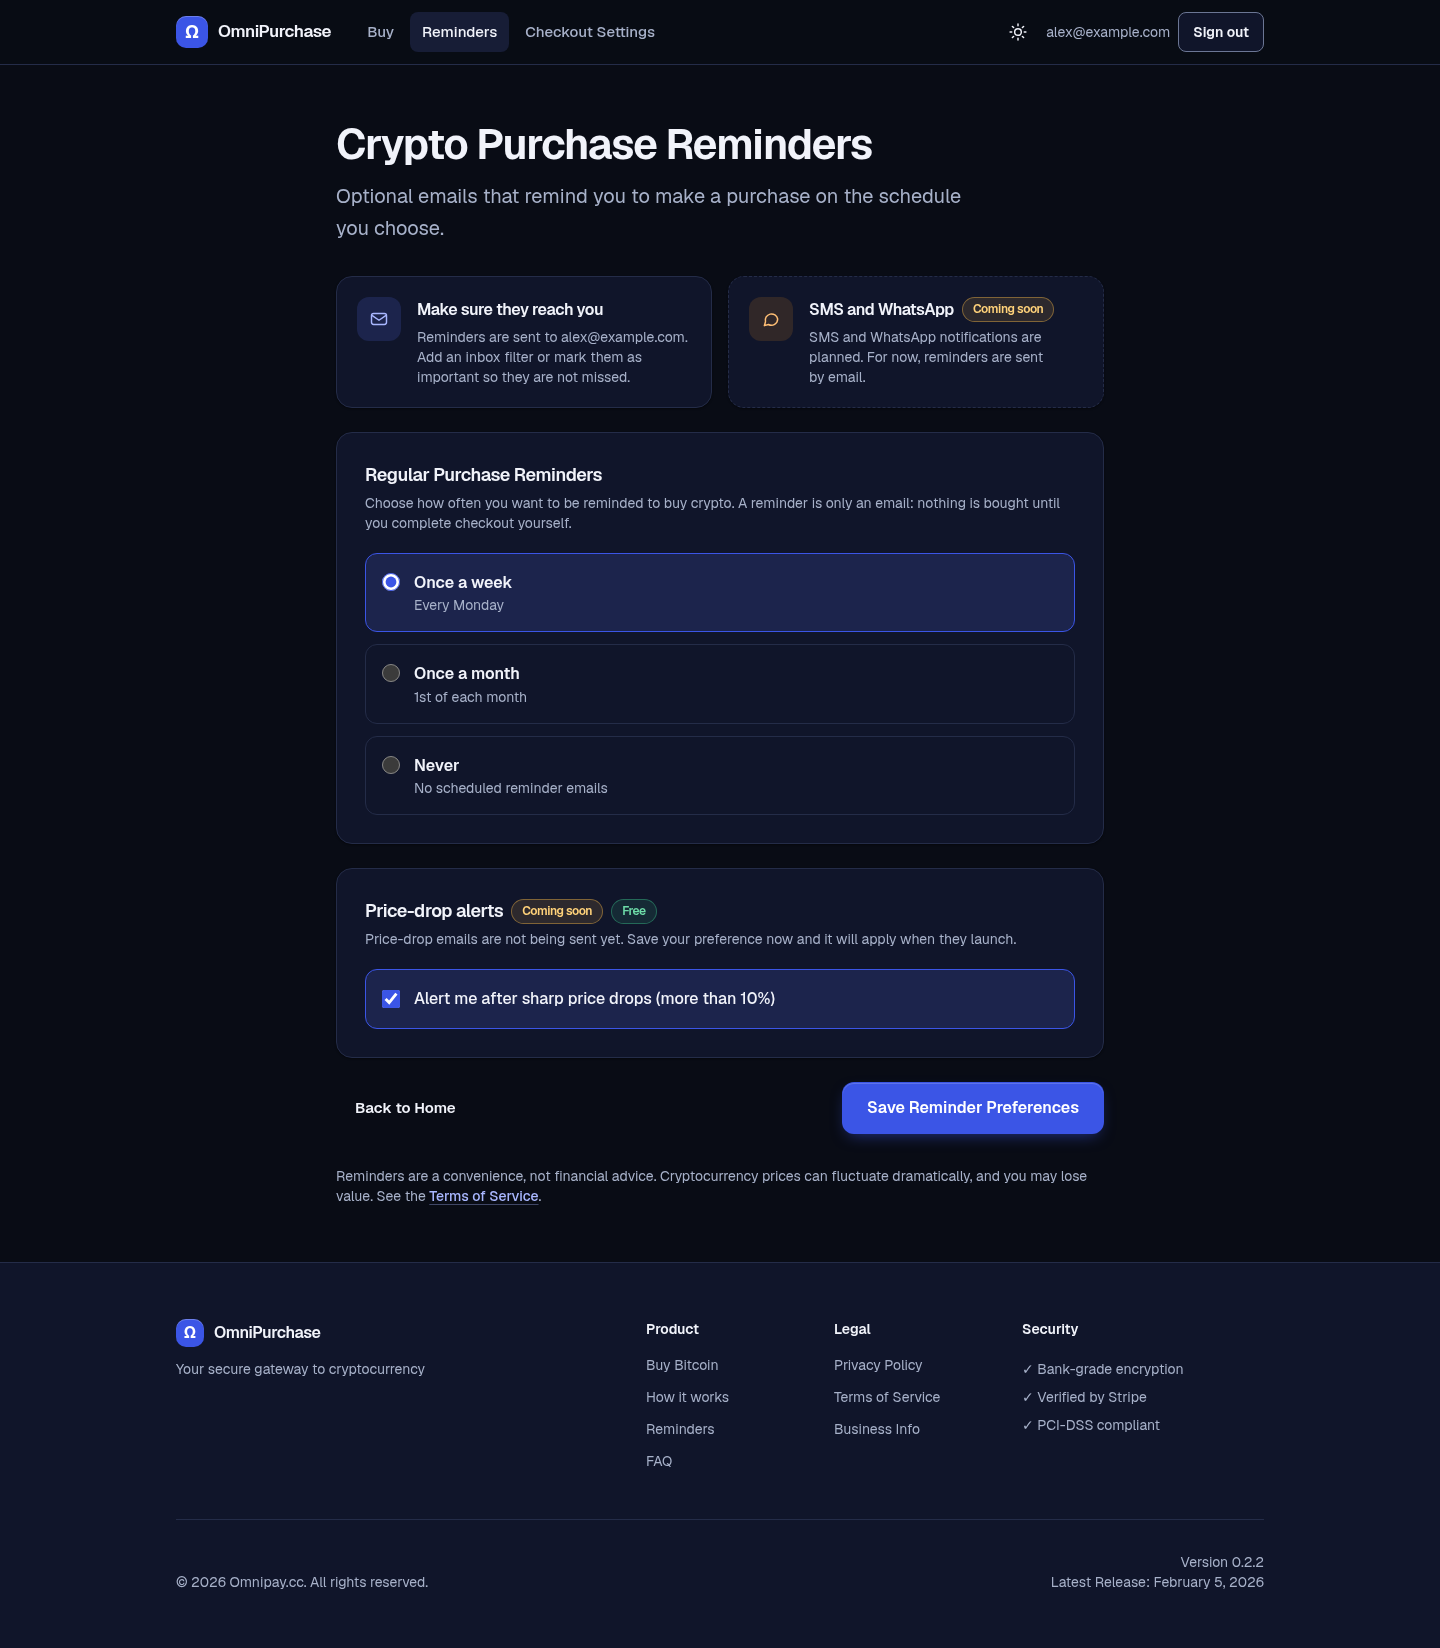 Ω OmniPurchase Buy Reminders Checkout Settings alex@example.com Sign out
Crypto Purchase Reminders
Optional emails that remind you to make a purchase on the schedule
you choose.
Make sure they reach you
Reminders are sent to alex@example.com.
Add an inbox filter or mark them as
important so they are not missed.
SMS and WhatsApp Coming soon
SMS and WhatsApp notifications are
planned. For now, reminders are sent
by email.
Regular Purchase Reminders
Choose how often you want to be reminded to buy crypto. A reminder is only an email: nothing is bought until
you complete checkout yourself.
Once a week
Every Monday
Once a month
1st of each month
Never
No scheduled reminder emails
Price-drop alerts Coming soon Free
Price-drop emails are not being sent yet. Save your preference now and it will apply when they launch.
Alert me after sharp price drops (more than 10%)
Back to Home Save Reminder Preferences
Reminders are a convenience, not financial advice. Cryptocurrency prices can fluctuate dramatically, and you may lose
value. See the Terms of Service.
Ω OmniPurchase
Your secure gateway to cryptocurrency
Product
Buy Bitcoin
How it works
Reminders
FAQ
Legal
Privacy Policy
Terms of Service
Business Info
Security
✓ Bank-grade encryption
✓ Verified by Stripe
✓ PCI-DSS compliant
© 2026 Omnipay.cc. All rights reserved.
Version 0.2.2
Latest Release: February 5, 2026